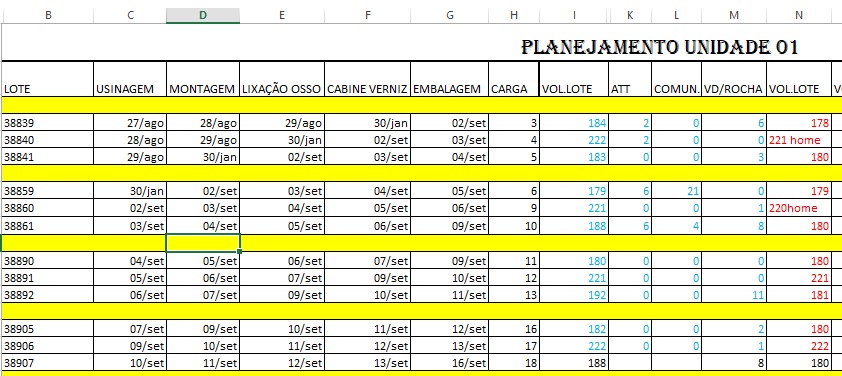 B C D E F G H I K L M N
PLANEJAMENTO UNIDADE 01
LOTE USINAGEM MONTAGEM LIXAÇÃO OSSO CABINE VERNIZ EMBALAGEM CARGA VOL.LOTE ATT COMUN. VD/ROCHA VOL.LOTE V
38839 27/ago 28/ago 29/ago 30/jan 02/set 3 184 2 0 6 178
38840 28/ago 29/ago 30/jan 02/set 03/set 4 222 2 0 0 221 home
38841 29/ago 30/jan 02/set 03/set 04/set 5 183 0 0 3 180
38859 30/jan 02/set 03/set 04/set 05/set 6 179 6 21 0 179
38860 02/set 03/set 04/set 05/set 06/set 9 221 0 0 1 220home
38861 03/set 04/set 05/set 06/set 09/set 10 188 6 4 8 180
38890 04/set 05/set 06/set 07/set 09/set 11 180 0 0 0 180
38891 05/set 06/set 07/set 09/set 10/set 12 221 0 0 0 221
38892 06/set 07/set 09/set 10/set 11/set 13 192 0 0 11 181
38905 07/set 09/set 10/set 11/set 12/set 16 182 0 0 2 180
38906 09/set 10/set 11/set 12/set 13/set 17 222 0 0 1 222
38907 10/set 11/set 12/set 13/set 16/set 18 188 8 180